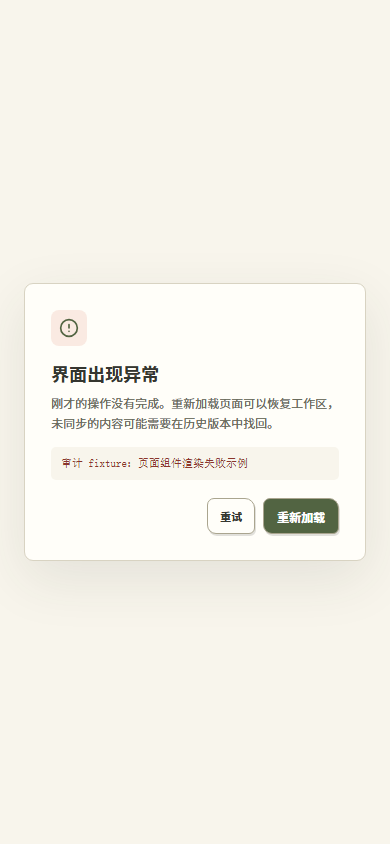 界面出现异常
刚才的操作没有完成。重新加载页面可以恢复工作区，
未同步的内容可能需要在历史版本中找回。
审计 fixture: 页面组件渲染失败示例
重试
重新加载